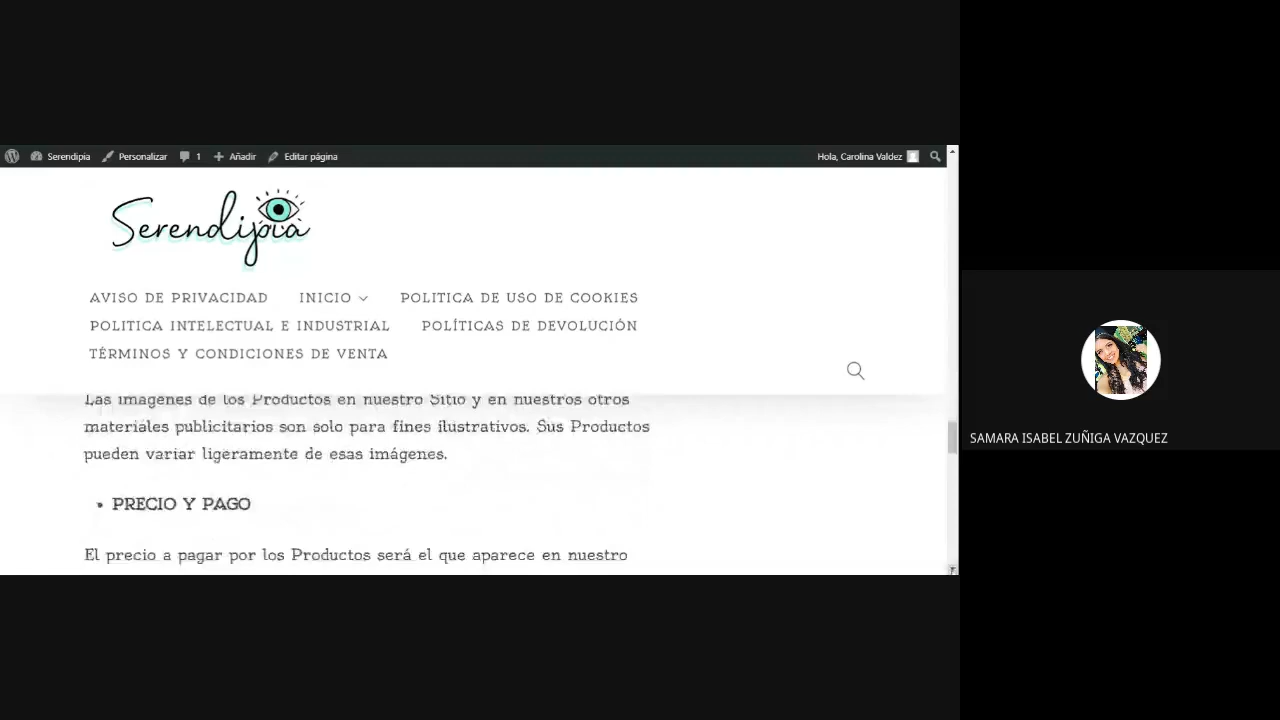 Serendipia Personalizar 1 Añadir Editar página Hola, Carolina Valdez
Serendipia
AVISO DE PRIVACIDAD INICIO POLITICA DE USO DE COOKIES
POLITICA INTELECTUAL E INDUSTRIAL POLÍTICAS DE DEVOLUCIÓN
TÉRMINOS Y CONDICIONES DE VENTA
Las imágenes de los Productos en nuestro Sitio y en nuestros otros
materiales publicitarios son solo para fines ilustrativos. Sus Productos
pueden variar ligeramente de esas imágenes.
• PRECIO Y PAGO
El precio a pagar por los Productos será el que aparece en nuestro
SAMARA ISABEL ZUÑIGA VAZQUEZ